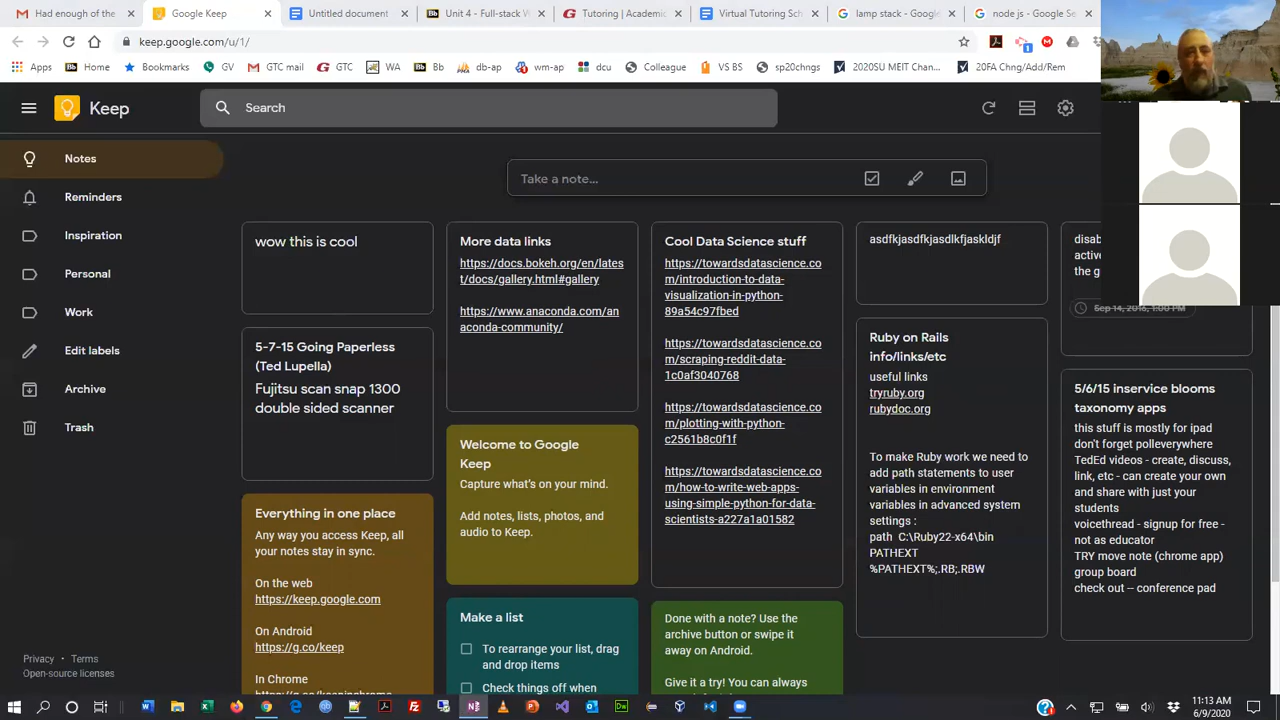 Had enough of the
Google Keep
Untitled document
Unit 4 - Full-stack W
Tutoring | Academic
Virtual Tutoring Sch
lamp stack - Google
node js - Google Se
keep.google.com/u/1/
Apps
Home
Bookmarks
GV
GTC mail
GTC
WA
Bb
db-ap
wm-ap
dcu
Colleague
VS BS
sp20chngs
2020SU MEIT Chan...
20FA Chng/Add/Rem
Keep
Search
Notes
Reminders
Inspiration
Personal
Work
Edit labels
Archive
Trash
Privacy · Terms
Open-source licenses
Take a note...
wow this is cool
5-7-15 Going Paperless
(Ted Lupella)
Fujitsu scan snap 1300
double sided scanner
Everything in one place
Any way you access Keep, all
your notes stay in sync.
On the web
https://keep.google.com
On Android
https://g.co/keep
In Chrome
https://g.co/keepinchrome
More data links
https://docs.bokeh.org/en/lates
t/docs/gallery.html#gallery
https://www.anaconda.com/an
aconda-community/
Welcome to Google
Keep
Capture what's on your mind.
Add notes, lists, photos, and
audio to Keep.
Make a list
To rearrange your list, drag
and drop items
Check things off when
Cool Data Science stuff
https://towardsdatascience.co
m/introduction-to-data-
visualization-in-python-
89a54c97fbed
https://towardsdatascience.co
m/scraping-reddit-data-
1c0af3040768
https://towardsdatascience.co
m/plotting-with-python-
c2561b8c0f1f
https://towardsdatascience.co
m/how-to-write-web-apps-
using-simple-python-for-data-
scientists-a227a1a01582
Done with a note? Use the
archive button or swipe it
away on Android.
Give it a try! You can always
asdfkjasdfkjasdlkfjaskldjf
Ruby on Rails
info/links/etc
useful links
tryruby.org
rubydoc.org
To make Ruby work we need to
add path statements to user
variables in environment
variables in advanced system
settings :
path C:\Ruby22-x64\bin
PATHEXT
%PATHEXT%;.RB;.RBW
disab
active
the g
Sep 14, 2016, 1:00 PM
5/6/15 inservice blooms
taxonomy apps
this stuff is mostly for ipad
don't forget polleverywhere
TedEd videos - create, discuss,
link, etc - can create your own
and share with just your
students
voicethread - signup for free -
not as educator
TRY move note (chrome app)
group board
check out -- conference pad
11:13 AM
6/9/2020